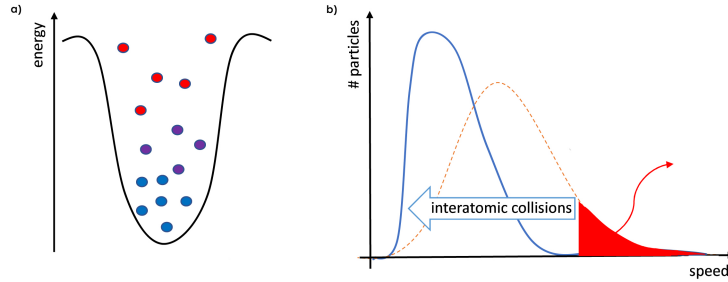 a)
energy
b)
# particles
interatomic collisions
speed